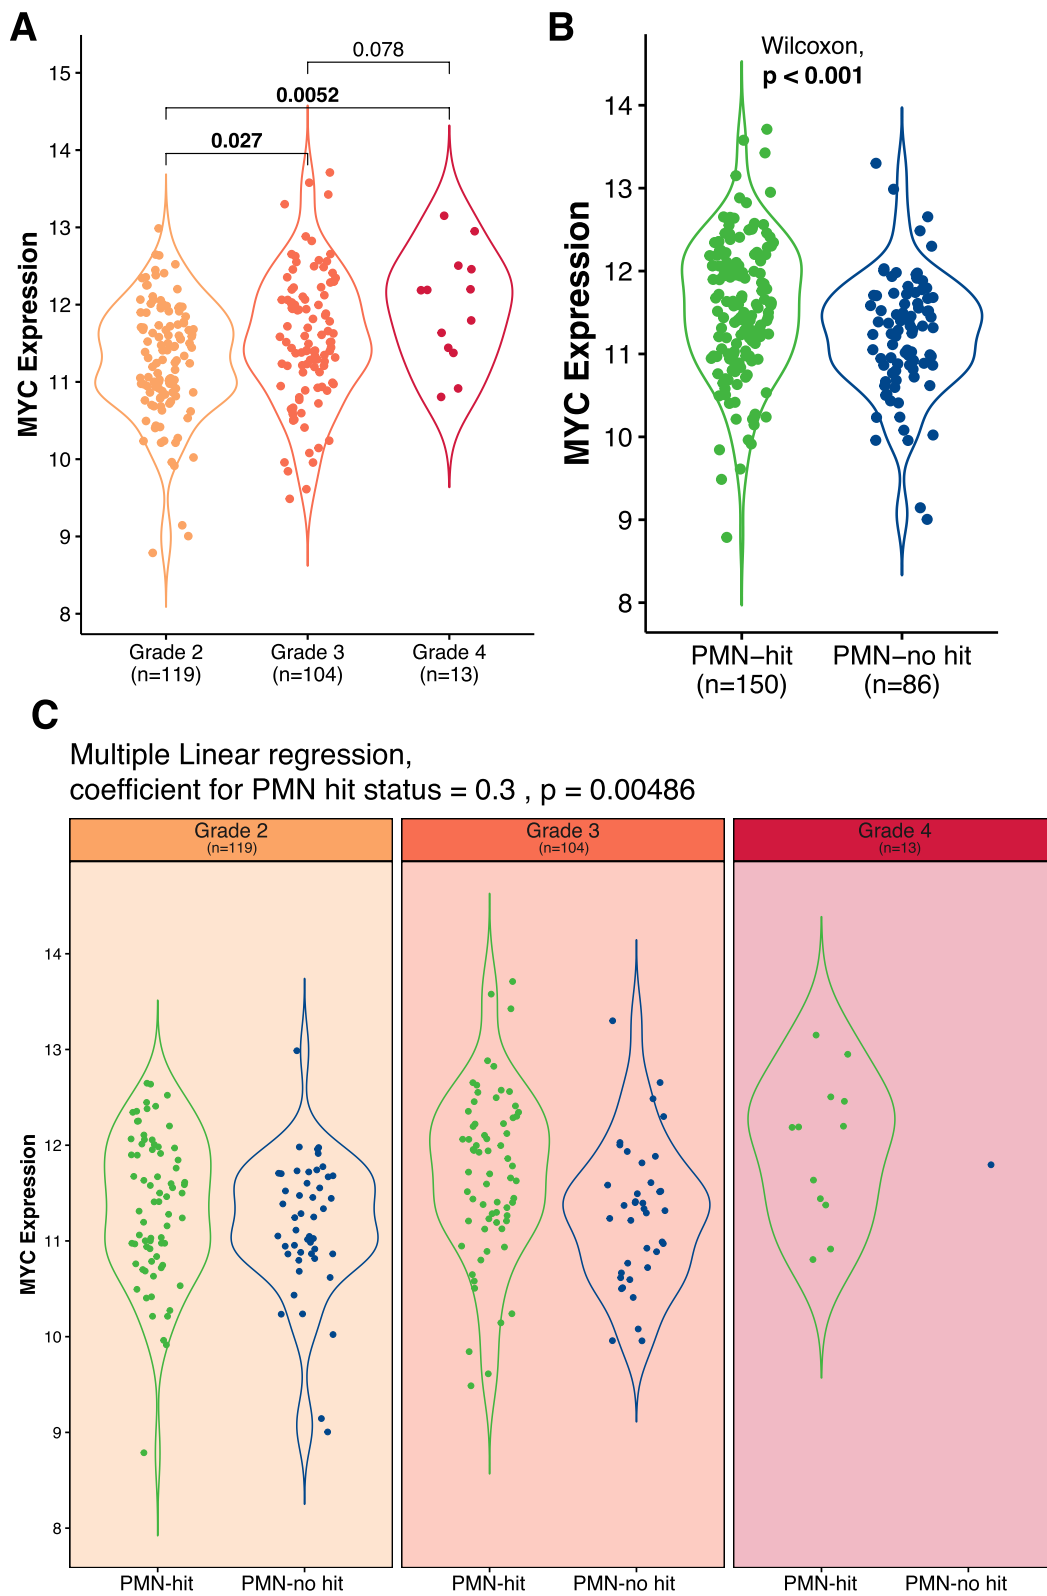 A
MYC Expression
15
14
13
12
11
10
9
8
0.078
0.0052
0.027
Grade 2
(n=119)
Grade 3
(n=104)
Grade 4
(n=13)
B
MYC Expression
14
13
12
11
10
9
8
Wilcoxon,
p < 0.001
PMN−hit
(n=150)
PMN−no hit
(n=86)
C
Multiple Linear regression,
coefficient for PMN hit status = 0.3 , p = 0.00486
MYC Expression
14
13
12
11
10
9
8
Grade 2
(n=119)
Grade 3
(n=104)
Grade 4
(n=13)
PMN-hit
PMN-no hit
PMN-hit
PMN-no hit
PMN-hit
PMN-no hit